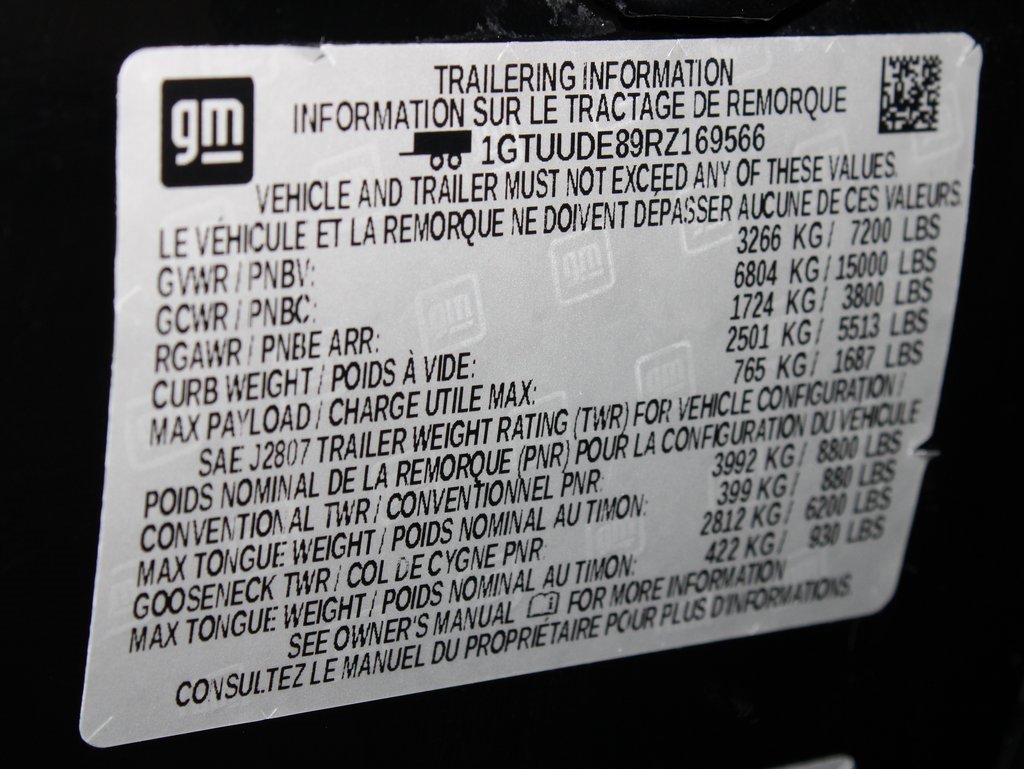 gm
TRAILERING INFORMATION
INFORMATION SUR LE TRACTAGE DE REMORQUE
1GTUUDE89RZ169566
VEHICLE AND TRAILER MUST NOT EXCEED ANY OF THESE VALUES.
LE VÉHICULE ET LA REMORQUE NE DOIVENT DÉPASSER AUCUNE DE CES VALEURS.
GVWR / PNBV: 3266 KG / 7200 LBS
GCWR / PNBC: 6804 KG / 15000 LBS
RGAWR / PNBE ARR: 1724 KG / 3800 LBS
CURB WEIGHT / POIDS À VIDE: 2501 KG / 5513 LBS
MAX PAYLOAD / CHARGE UTILE MAX: 765 KG / 1687 LBS
SAE J2807 TRAILER WEIGHT RATING (TWR) FOR VEHICLE CONFIGURATION /
POIDS NOMINAL DE LA REMORQUE (PNR) POUR LA CONFIGURATION DU VÉHICULE
CONVENTIONAL TWR / CONVENTIONNEL PNR: 3992 KG / 8800 LBS
MAX TONGUE WEIGHT / POIDS NOMINAL AU TIMON: 399 KG / 880 LBS
GOOSENECK TWR / COL DE CYGNE PNR: 2812 KG / 6200 LBS
MAX TONGUE WEIGHT / POIDS NOMINAL AU TIMON: 422 KG / 930 LBS
SEE OWNER'S MANUAL FOR MORE INFORMATION
CONSULTEZ LE MANUEL DU PROPRIÉTAIRE POUR PLUS D'INFORMATIONS.